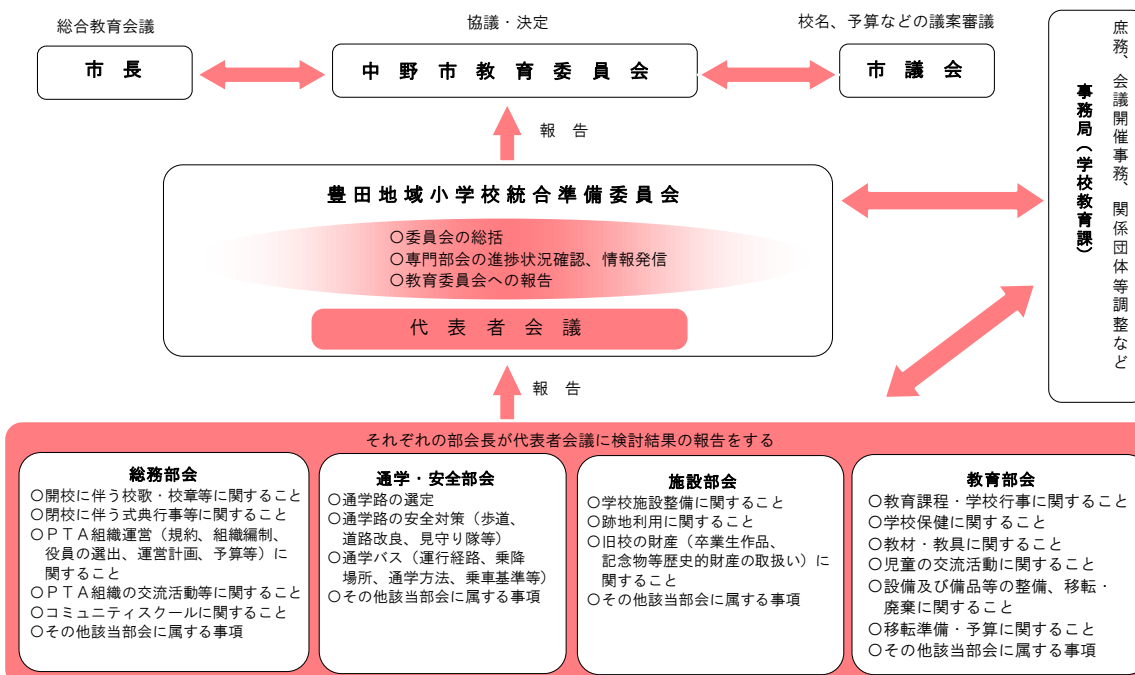 総合教育会議
市長
協議・決定
中野市教育委員会
校名、予算などの議案審議
市議会
報告
豊田地域小学校統合準備委員会
○委員会の総括
○専門部会の進捗状況確認、情報発信
○教育委員会への報告
代表者会議
事務局（学校教育課）
庶務、会議開催事務、関係団体等調整など
報告
それぞれの部会長が代表者会議に検討結果の報告をする
総務部会
○開校に伴う校歌・校章等に関すること
○閉校に伴う式典行事等に関すること
○ＰＴＡ組織運営（規約、組織編制、
役員の選出、運営計画、予算等）に
関すること
○ＰＴＡ組織の交流活動等に関すること
○コミュニティスクールに関すること
○その他該当部会に属する事項
通学・安全部会
○通学路の選定
○通学路の安全対策（歩道、
道路改良、見守り隊等）
○通学バス（運行経路、乗降
場所、通学方法、乗車基準等）
○その他該当部会に属する事項
施設部会
○学校施設整備に関すること
○跡地利用に関すること
○旧校の財産（卒業生作品、
記念物等歴史的財産の取扱い）に
関すること
○その他該当部会に属する事項
教育部会
○教育課程・学校行事に関すること
○学校保健に関すること
○教材・教具に関すること
○児童の交流活動に関すること
○設備及び備品等の整備、移転・
廃棄に関すること
○移転準備・予算に関すること
○その他該当部会に属する事項